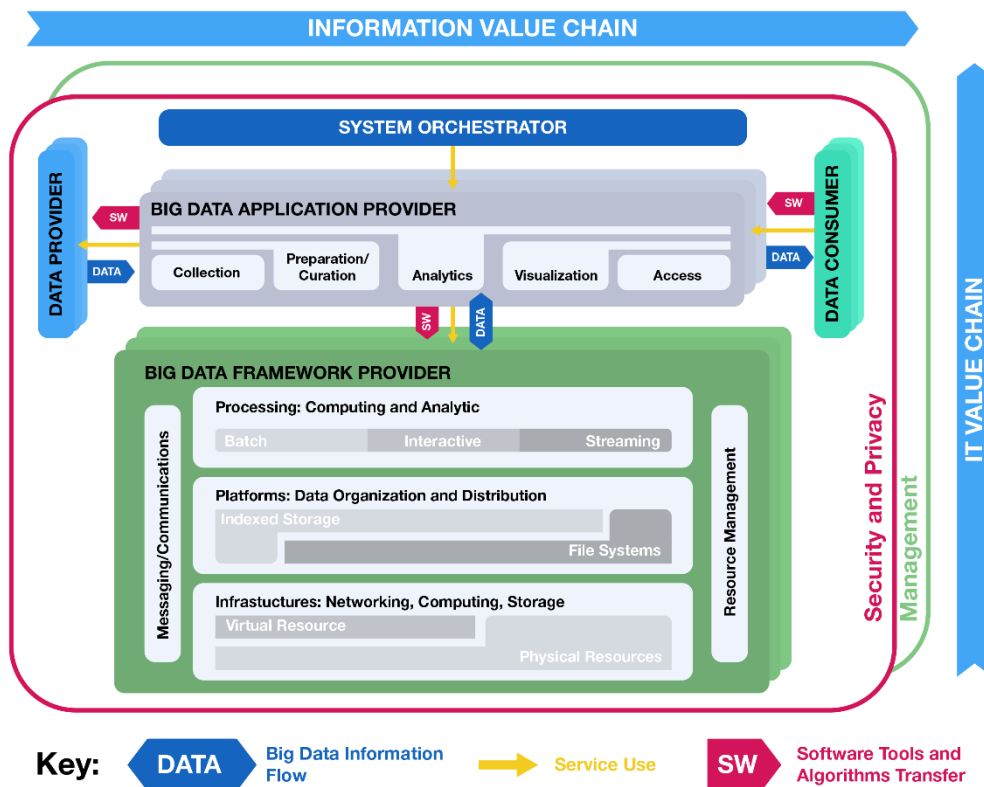 INFORMATION VALUE CHAIN
IT VALUE CHAIN
SYSTEM ORCHESTRATOR
DATA PROVIDER
SW
DATA
BIG DATA APPLICATION PROVIDER
Collection
Preparation/
Curation
Analytics
Visualization
Access
SW
DATA
DATA CONSUMER
SW
DATA
BIG DATA FRAMEWORK PROVIDER
Messaging/Communications
Processing: Computing and Analytic
Batch
Interactive
Streaming
Platforms: Data Organization and Distribution
Indexed Storage
File Systems
Infrastuctures: Networking, Computing, Storage
Virtual Resource
Physical Resources
Resource Management
Security and Privacy
Management
Key:
DATA
Big Data Information
Flow
Service Use
SW
Software Tools and
Algorithms Transfer